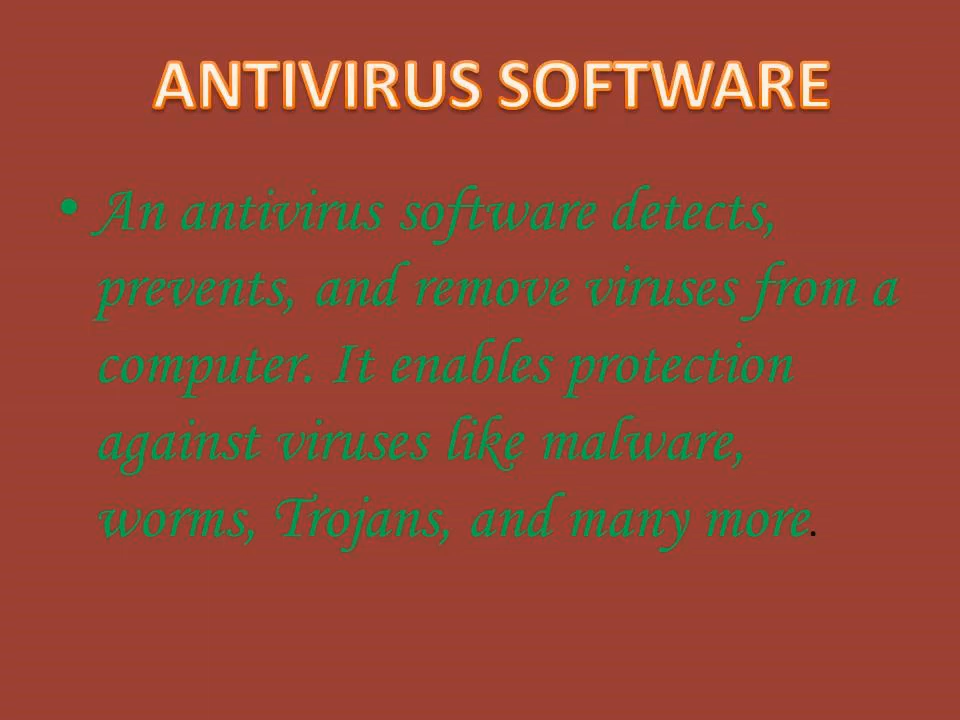 ANTIVIRUS SOFTWARE
• An antivirus software detects,
prevents, and remove viruses from a
computer. It enables protection
against viruses like malware,
worms, Trojans, and many more.